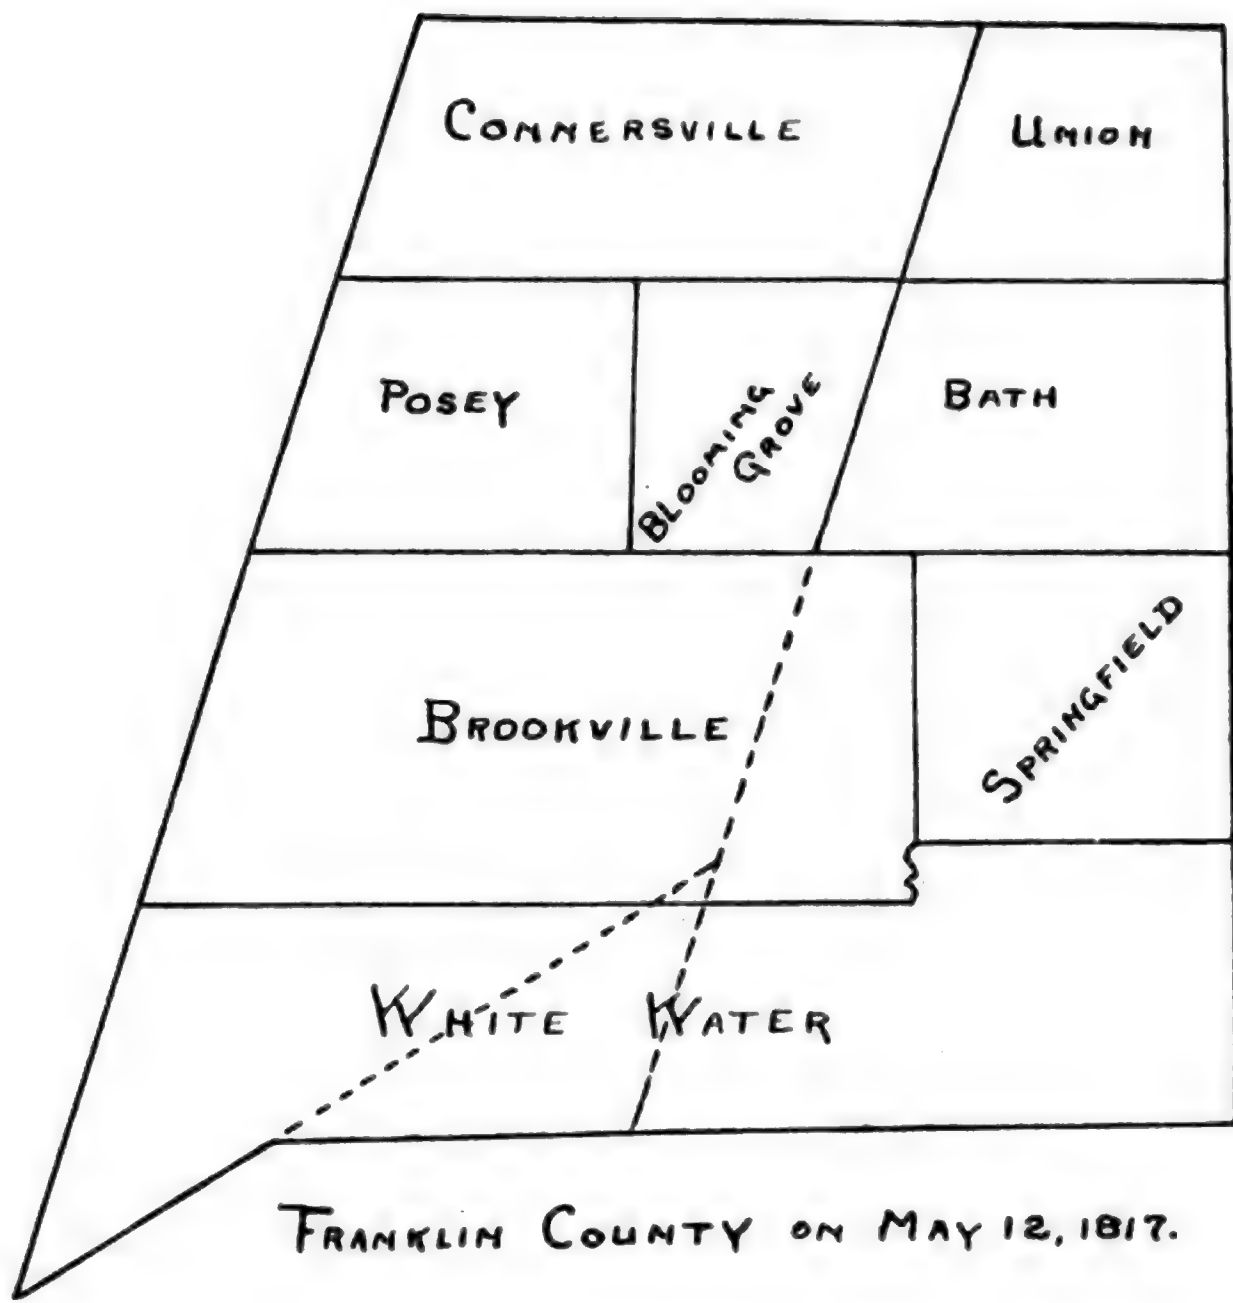 CONNERSVILLE
UNION
POSEY
BLOOMING
GROVE
BATH
BROOKVILLE
SPRINGFIELD
WHITE WATER
FRANKLIN COUNTY ON MAY 12, 1817.